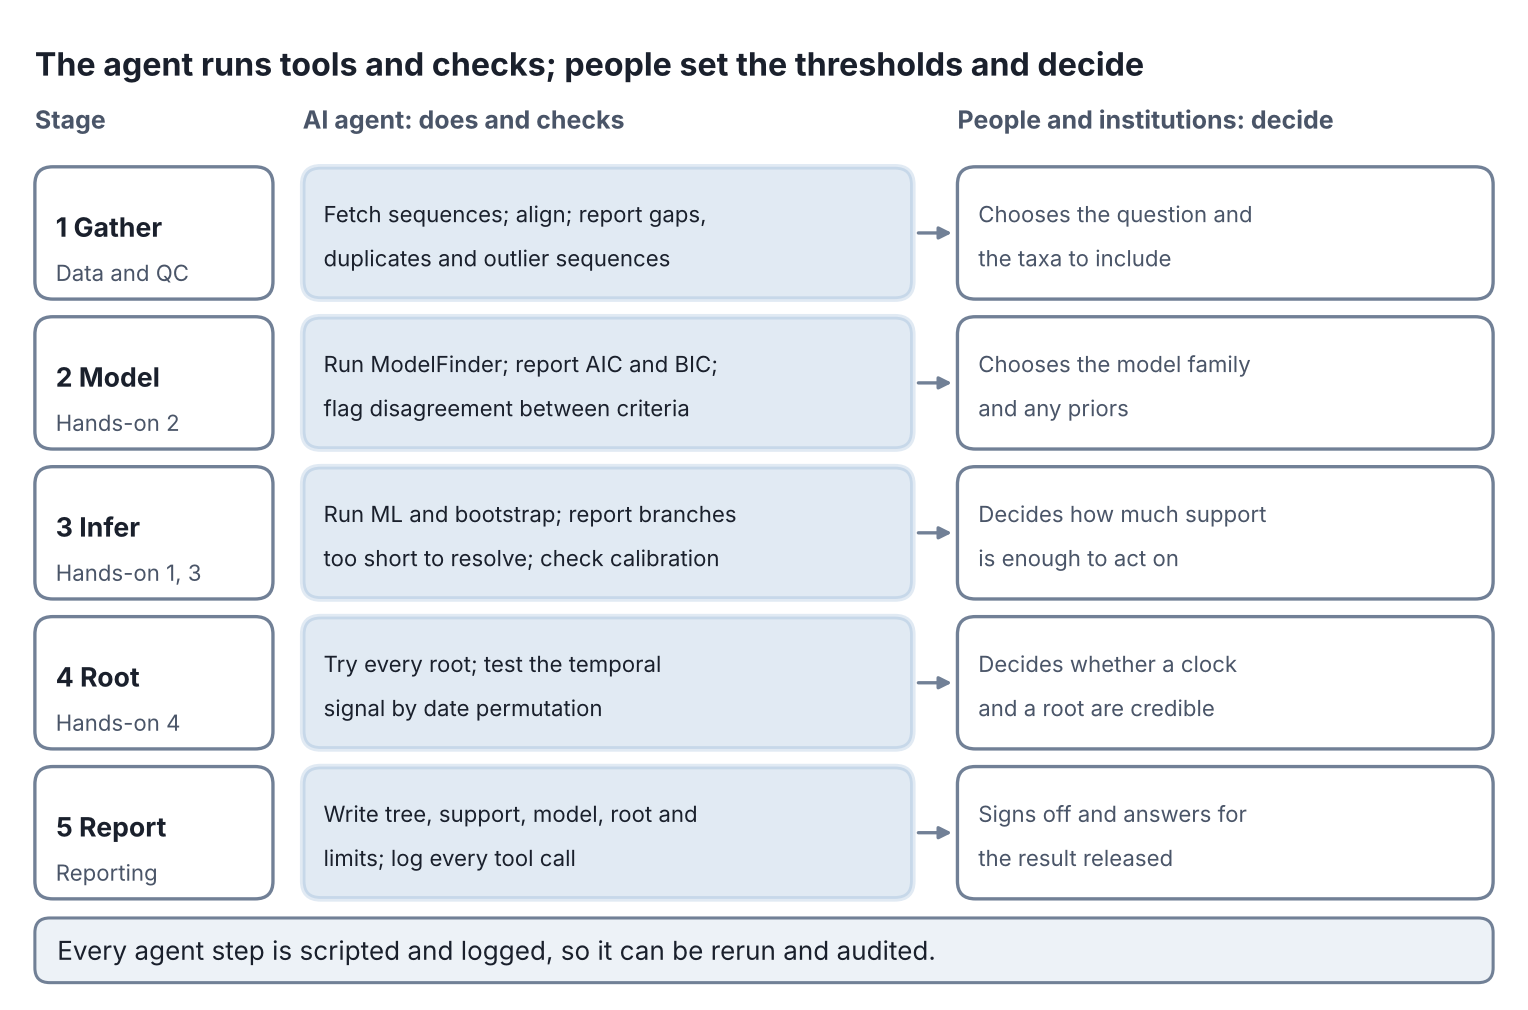 The agent runs tools and checks; people set the thresholds and decide
Stage
AI agent: does and checks
People and institutions: decide
1 Gather
Data and QC
Fetch sequences; align; report gaps,
duplicates and outlier sequences
Chooses the question and
the taxa to include
2 Model
Hands-on 2
Run ModelFinder; report AIC and BIC;
flag disagreement between criteria
Chooses the model family
and any priors
3 Infer
Hands-on 1, 3
Run ML and bootstrap; report branches
too short to resolve; check calibration
Decides how much support
is enough to act on
4 Root
Hands-on 4
Try every root; test the temporal
signal by date permutation
Decides whether a clock
and a root are credible
5 Report
Reporting
Write tree, support, model, root and
limits; log every tool call
Signs off and answers for
the result released
Every agent step is scripted and logged, so it can be rerun and audited.